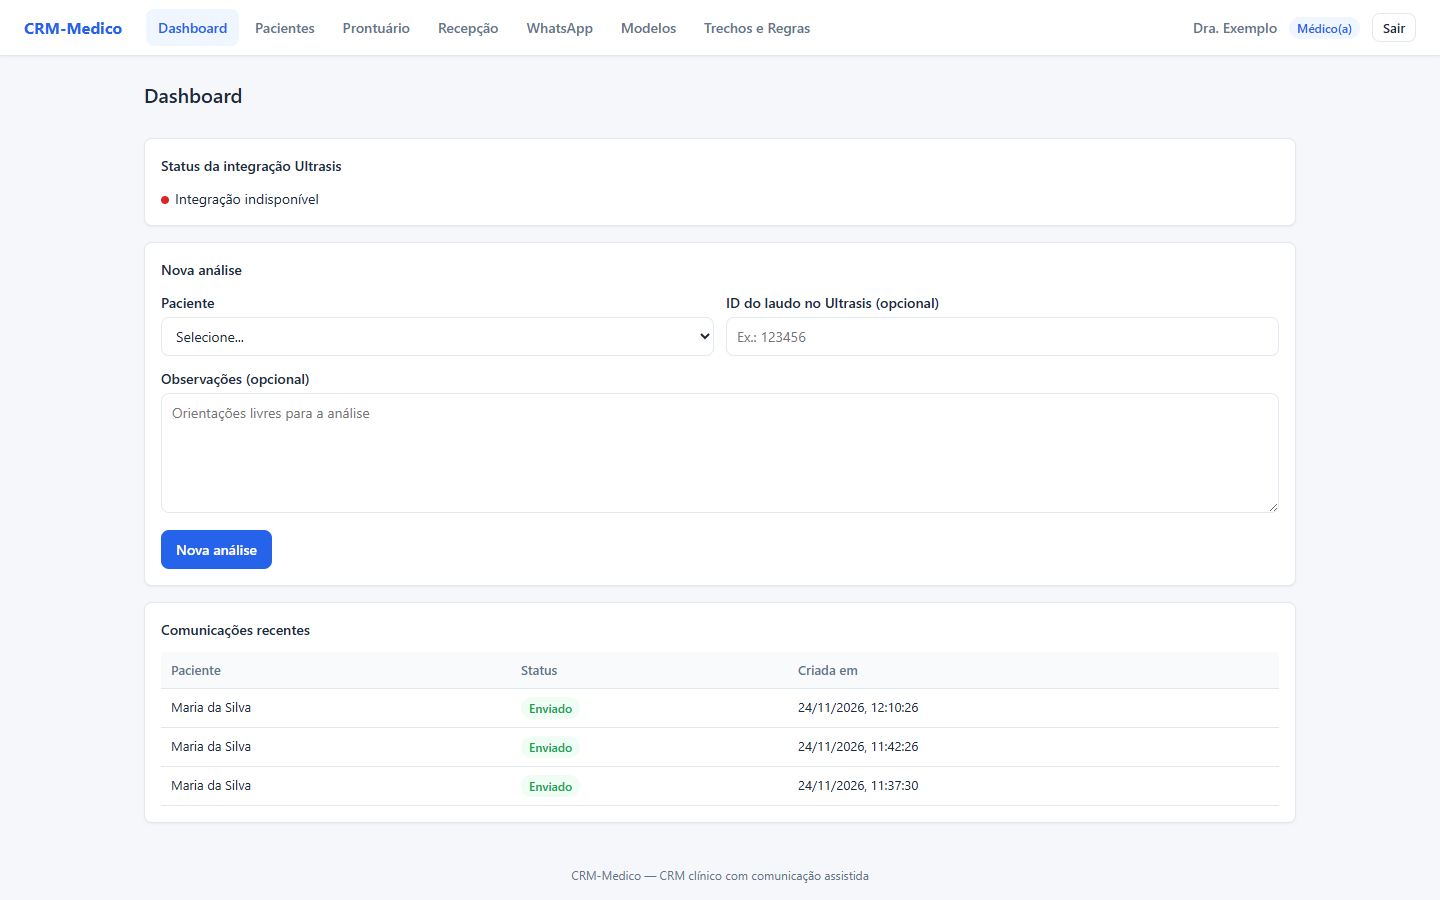 CRM-Medico Dashboard Pacientes Prontuário Recepção WhatsApp Modelos Trechos e Regras Dra. Exemplo Médico(a) Sair
Dashboard
Status da integração Ultrasis
Integração indisponível
Nova análise
Paciente ID do laudo no Ultrasis (opcional)
Selecione... Ex.: 123456
Observações (opcional)
Orientações livres para a análise
Nova análise
Comunicações recentes
Paciente Status Criada em
Maria da Silva Enviado 24/11/2026, 12:10:26
Maria da Silva Enviado 24/11/2026, 11:42:26
Maria da Silva Enviado 24/11/2026, 11:37:30
CRM-Medico — CRM clínico com comunicação assistida